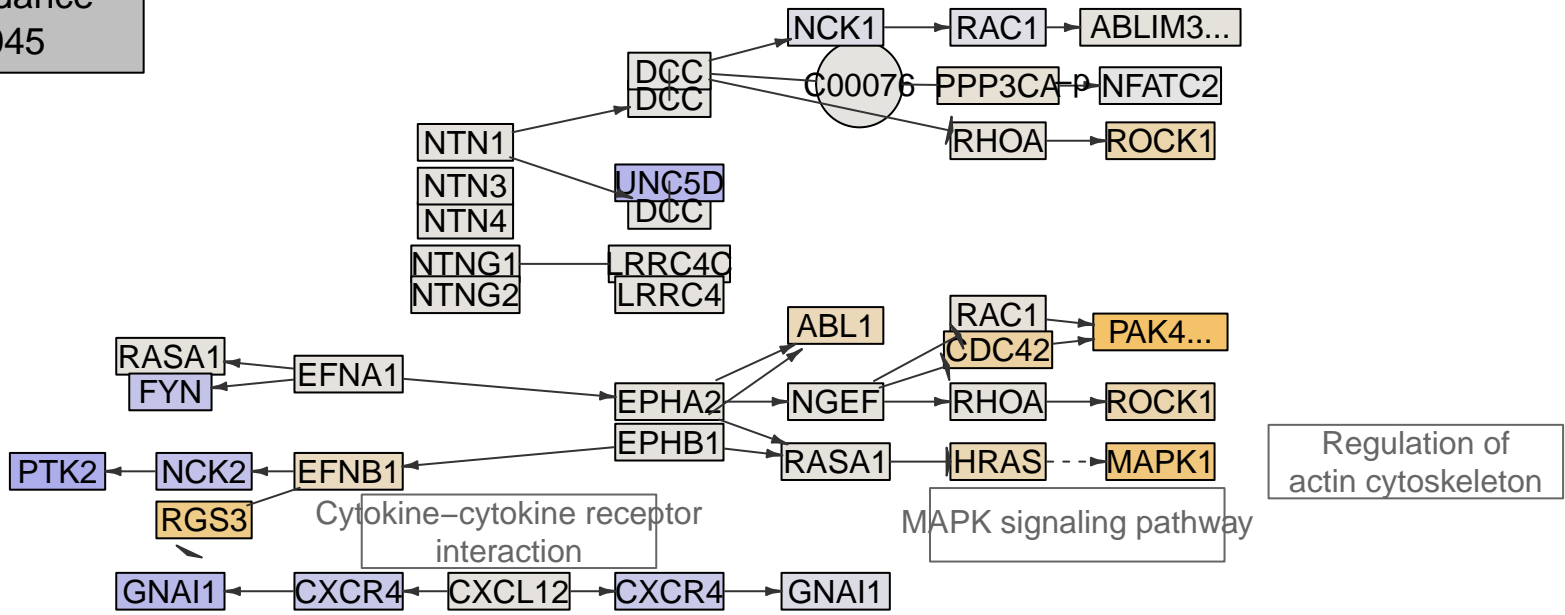 045
NCK1
RAC1
ABLIM3...
DCC
DCC
C00076
PPP3CA
-p
NFATC2
NTN1
RHOA
ROCK1
NTN3
UNC5D
NTN4
DCC
NTNG1
LRRC4C
NTNG2
LRRC4
ABL1
RAC1
PAK4...
CDC42
RASA1
EFNA1
FYN
EPHA2
NGEF
RHOA
ROCK1
EPHB1
PTK2
NCK2
EFNB1
RASA1
HRAS
MAPK1
Regulation of
actin cytoskeleton
RGS3
Cytokine−cytokine receptor
interaction
MAPK signaling pathway
GNAI1
CXCR4
CXCL12
CXCR4
GNAI1